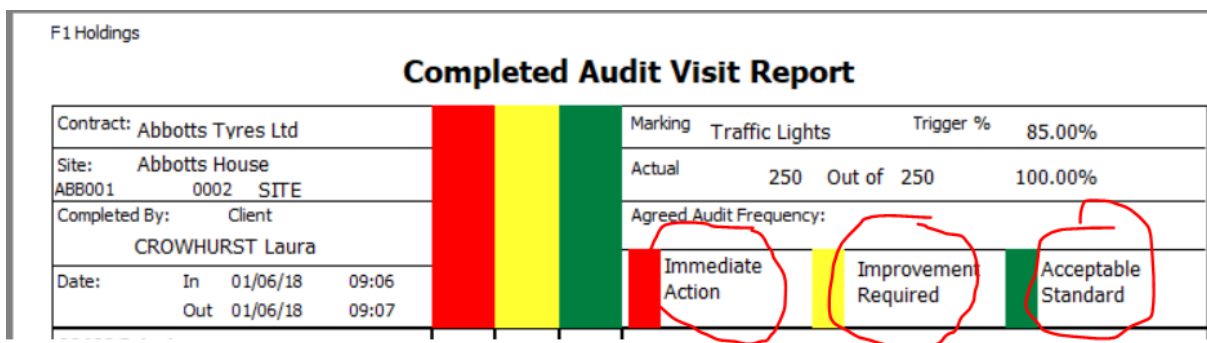 F1 Holdings
Completed Audit Visit Report
Contract: Abbotts Tyres Ltd
Marking Traffic Lights Trigger % 85.00%
Site: Abbotts House
ABB001 0002 SITE
Actual 250 Out of 250 100.00%
Completed By: Client
CROWHURST Laura
Agreed Audit Frequency:
Immediate
Action
Improvement
Required
Acceptable
Standard
Date: In 01/06/18 09:06
Out 01/06/18 09:07